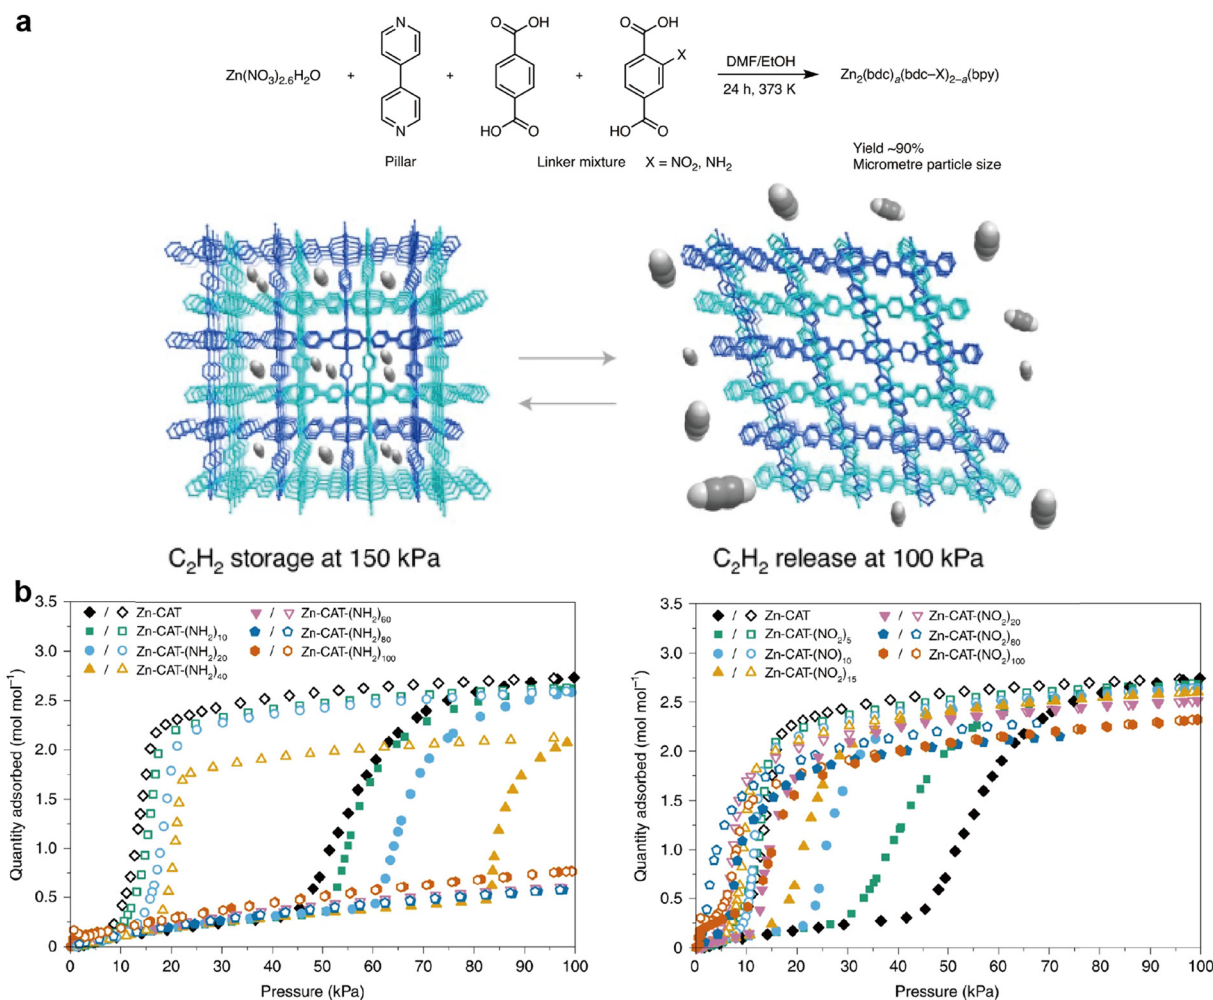 a
Zn(NO3)2.6H2O + + + DMF/EtOH Zn2(bdc)a(bdc–X)2–a(bpy)
24 h, 373 K
N
N
O OH
OH O
O OH
X
OH O
Pillar Linker mixture X = NO2, NH2
Yield ~90%
Micrometre particle size
C2H2 storage at 150 kPa
C2H2 release at 100 kPa
b
/ Zn-CAT
/ Zn-CAT-(NH2)10
/ Zn-CAT-(NH2)20
/ Zn-CAT-(NH2)40
/ Zn-CAT-(NH2)60
/ Zn-CAT-(NH2)80
/ Zn-CAT-(NH2)100
Quantity adsorbed (mol mol−1)
3.5
3.0
2.5
2.0
1.5
1.0
0.5
0
0 10 20 30 40 50 60 70 80 90 100
Pressure (kPa)
/ Zn-CAT
/ Zn-CAT-(NO2)5
/ Zn-CAT-(NO)10
/ Zn-CAT-(NO2)15
/ Zn-CAT-(NO2)20
/ Zn-CAT-(NO2)80
/ Zn-CAT-(NO2)100
Quantity adsorbed (mol mol−1)
3.5
3.0
2.5
2.0
1.5
1.0
0.5
0
0 10 20 30 40 50 60 70 80 90 100
Pressure (kPa)